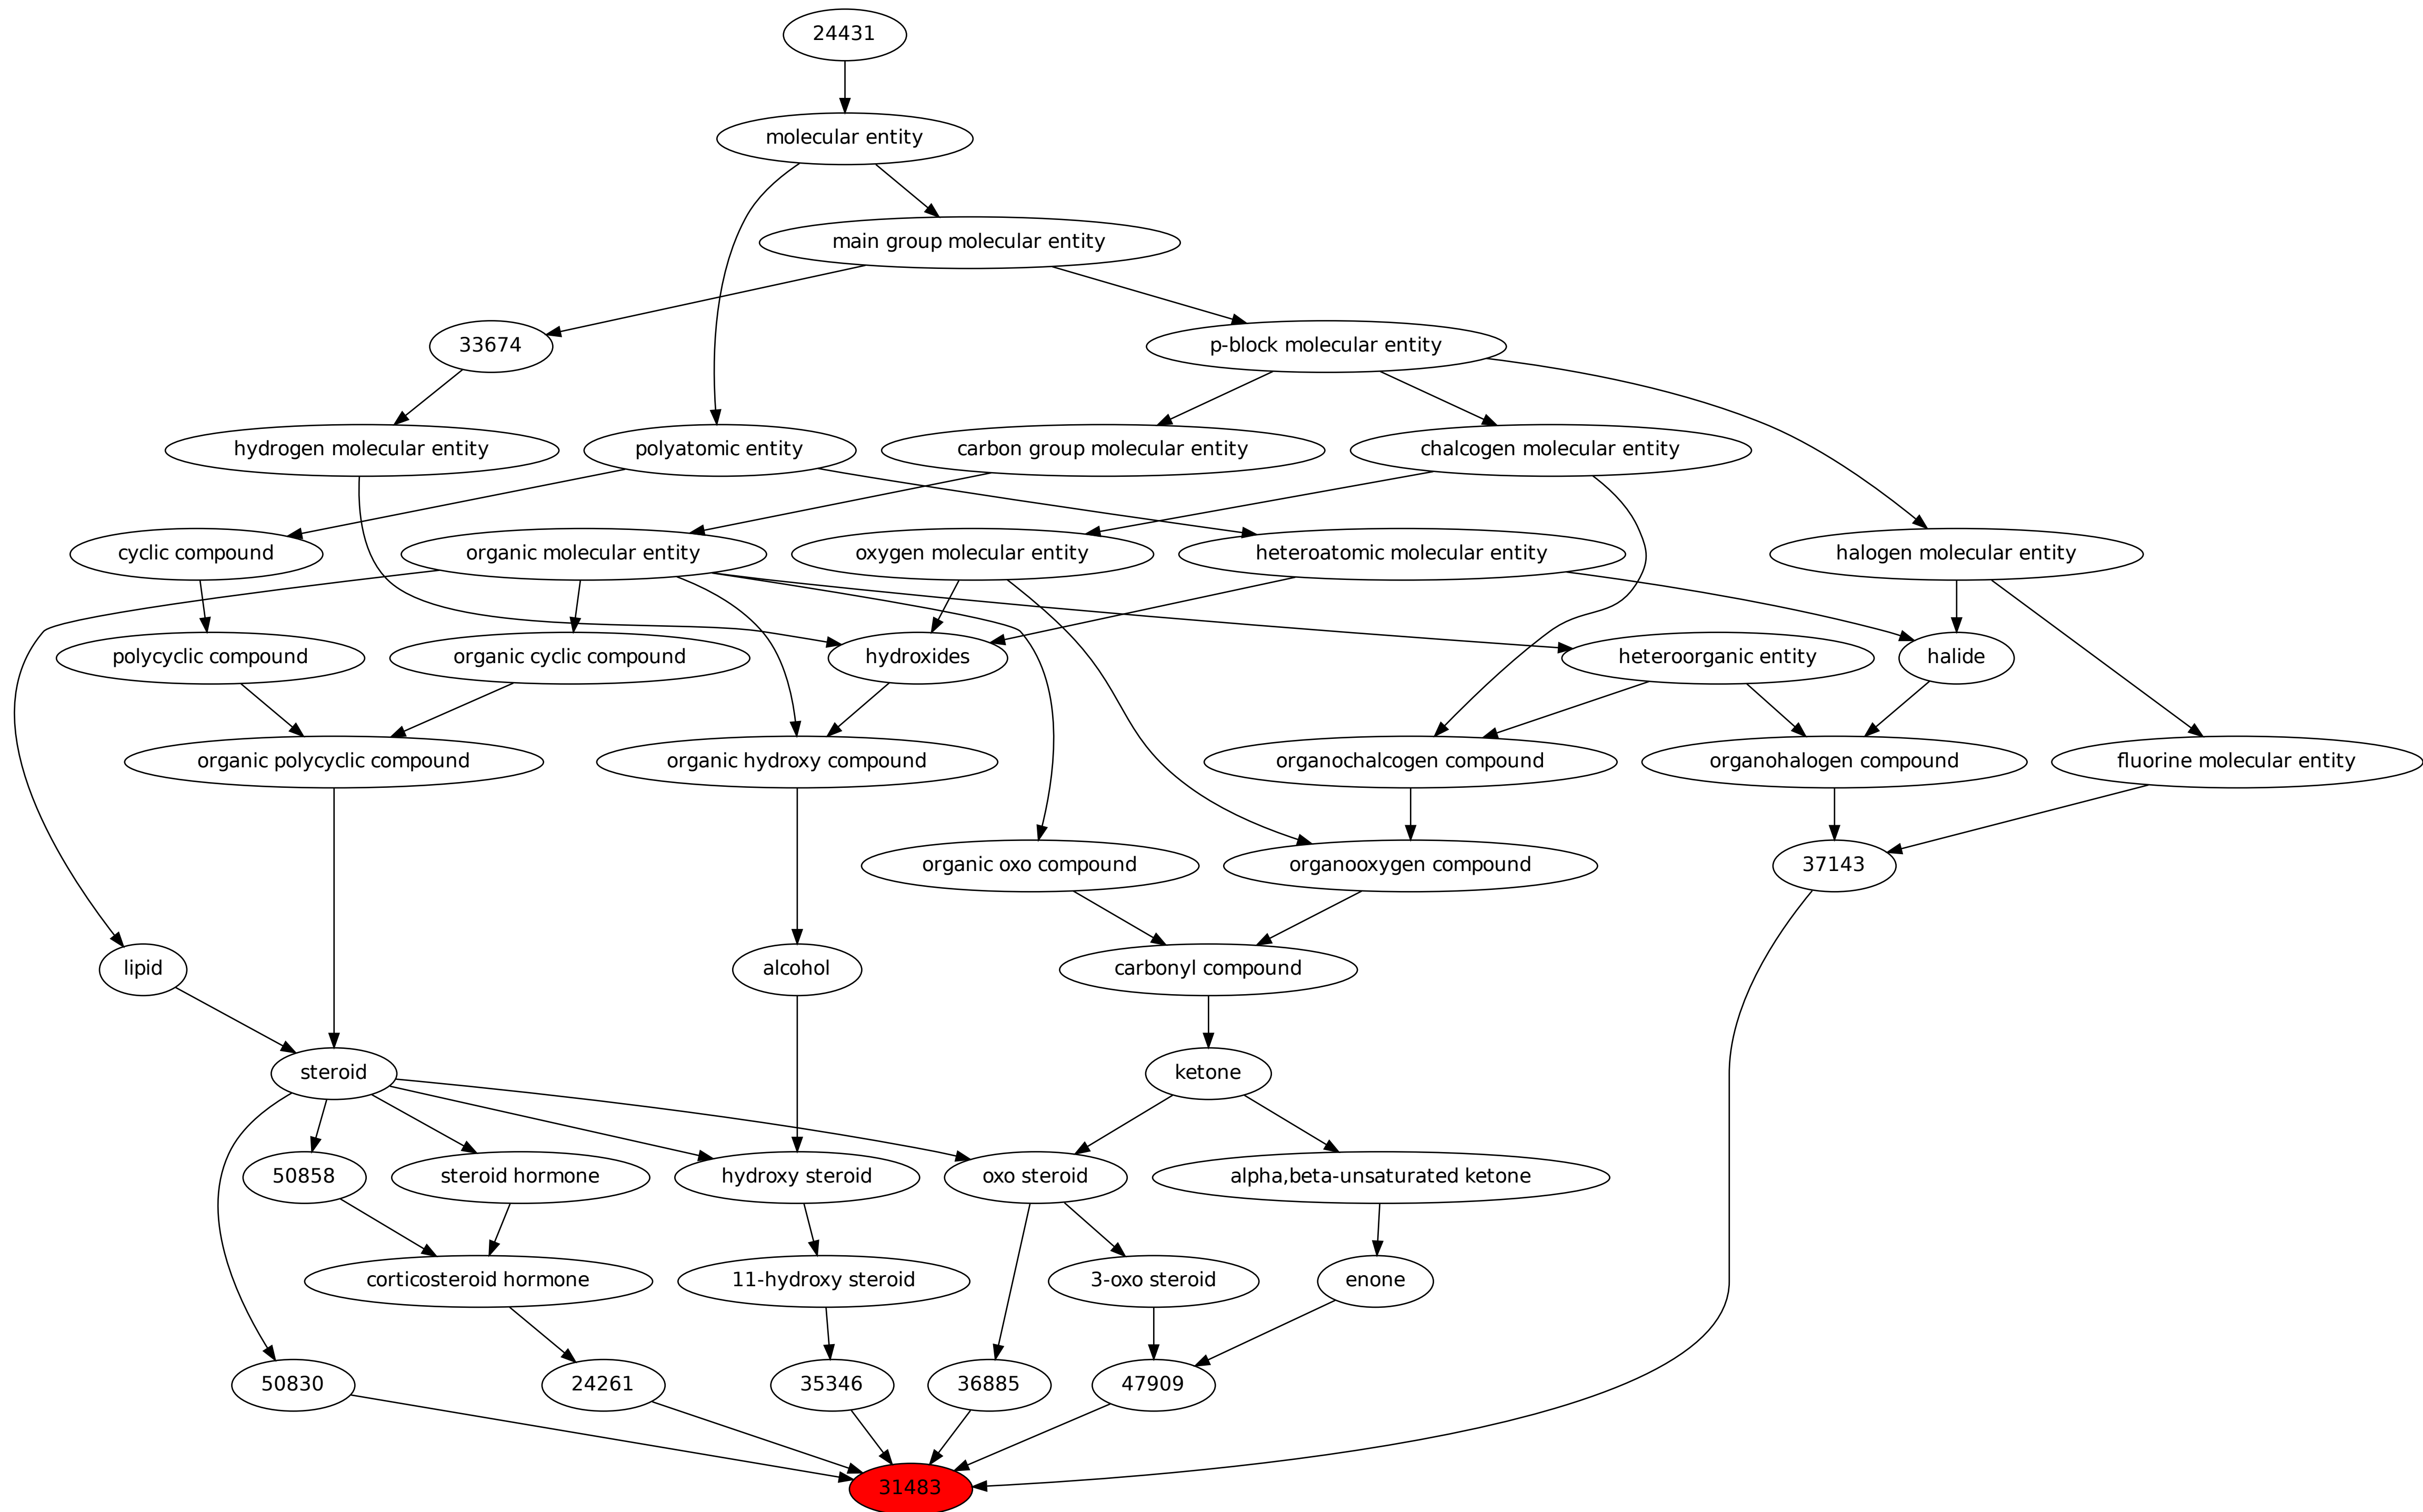 24431
molecular entity
main group molecular entity
33674
p-block molecular entity
hydrogen molecular entity
polyatomic entity
carbon group molecular entity
chalcogen molecular entity
cyclic compound
organic molecular entity
oxygen molecular entity
heteroatomic molecular entity
halogen molecular entity
polycyclic compound
organic cyclic compound
hydroxides
heteroorganic entity
halide
organic polycyclic compound
organic hydroxy compound
organochalcogen compound
organohalogen compound
fluorine molecular entity
organic oxo compound
organooxygen compound
37143
lipid
alcohol
carbonyl compound
steroid
ketone
50858
steroid hormone
hydroxy steroid
oxo steroid
alpha,beta-unsaturated ketone
corticosteroid hormone
11-hydroxy steroid
3-oxo steroid
enone
50830
24261
35346
36885
47909
31483